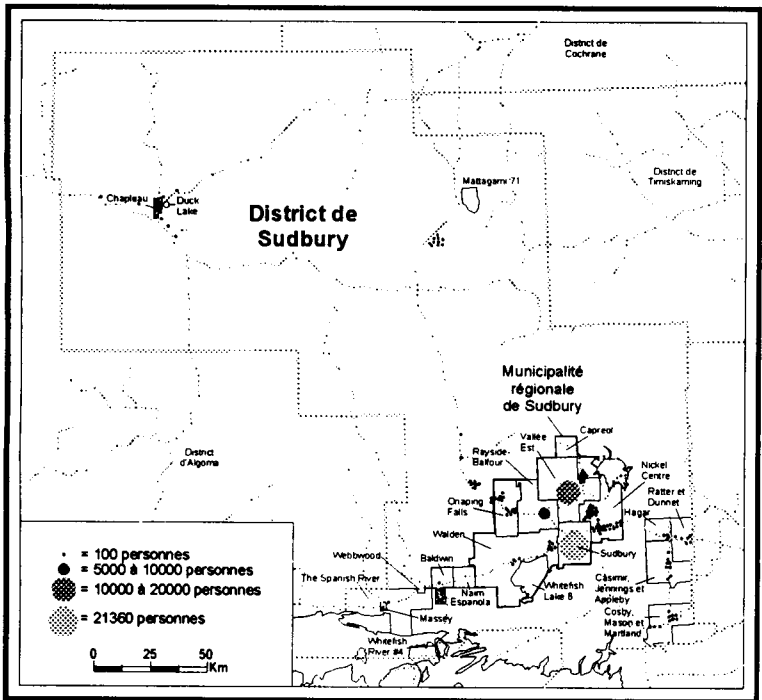 District de
Cochrane
District de
Timiskaming
Mattagami 71
Chapleau
Duck
Lake
District de
Sudbury
Municipalité
régionale
de Sudbury
Capreol
Vallée
Est
Rayside-
Balfour
Nickel
Centre
District
d'Algoma
Ratter et
Dunnet
Onaping
Falls
Hagar
Walden
Sudbury
Webbwood
Baldwin
The Spanish River
Nairn
Espanola
Whitefish
Lake 6
Casimir,
Jennings et
Appleby
Massey
Cosby,
Mason et
Martland
Whitefish
River #4
= 100 personnes
= 5000 à 10000 personnes
= 10000 à 20000 personnes
= 21360 personnes
0 25 50
Km